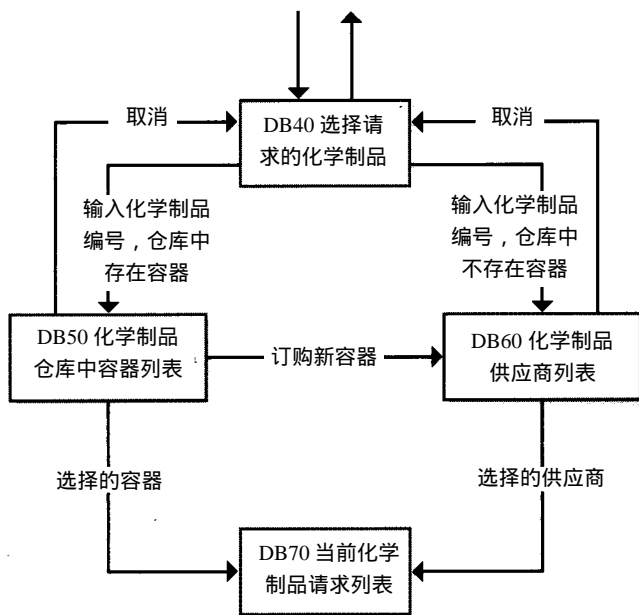 取消
DB40 选择请
求的化学制品
取消
输入化学制品
编号，仓库中
存在容器
输入化学制品
编号，仓库中
不存在容器
DB50 化学制品
仓库中容器列表
订购新容器
DB60 化学制品
供应商列表
选择的容器
选择的供应商
DB70 当前化学
制品请求列表